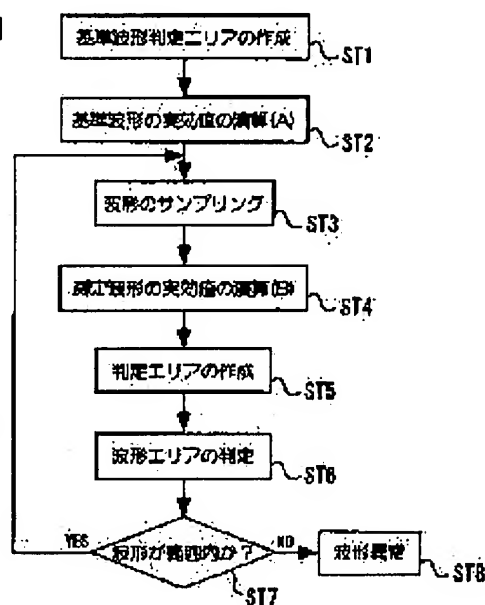 基準波形判定エリアの作成
ST1
基準波形の実効値の演算(A)
ST2
波形のサンプリング
ST3
測定波形の実効値の演算(B)
ST4
判定エリアの作成
ST5
波形エリアの判定
ST6
波形が範囲内か?
YES
NO
ST7
波形異常
ST8